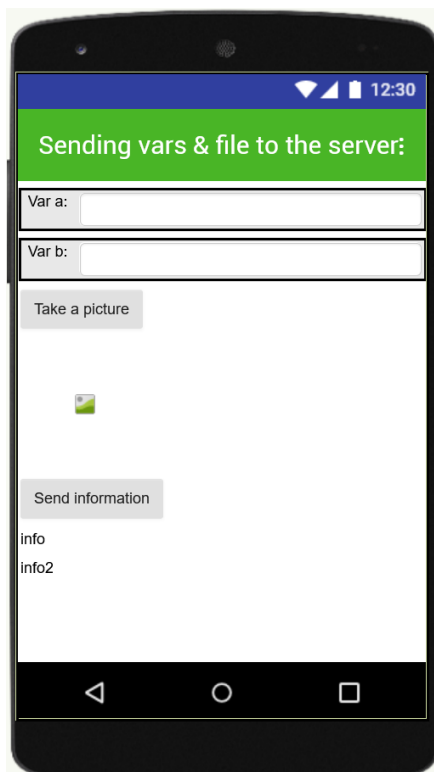 12:30
Sending vars & file to the server
Var a:
Var b:
Take a picture
Send information
info
info2